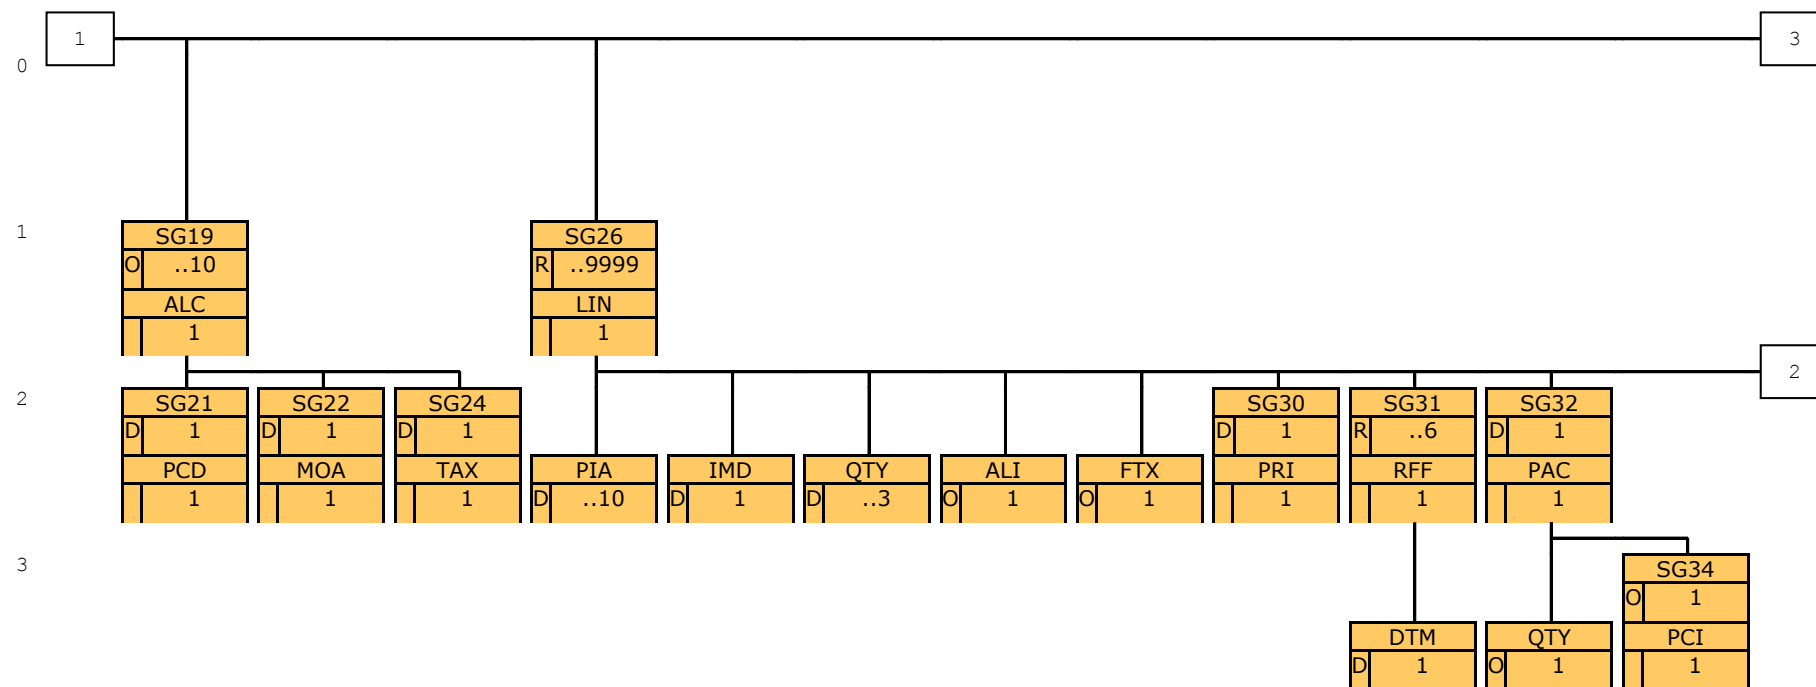 1 3
0
1
SG19 SG26
O ..10 R ..9999
ALC LIN
1 1
2
2
SG21 SG22 SG24 SG30 SG31 SG32
D 1 D 1 D 1 D 1 R ..6 D 1
PCD MOA TAX PIA IMD QTY ALI FTX PRI RFF PAC
1 1 1 D ..10 D 1 D ..3 O 1 O 1 1 1 1
3
SG34
O 1
DTM QTY PCI
D 1 O 1 1